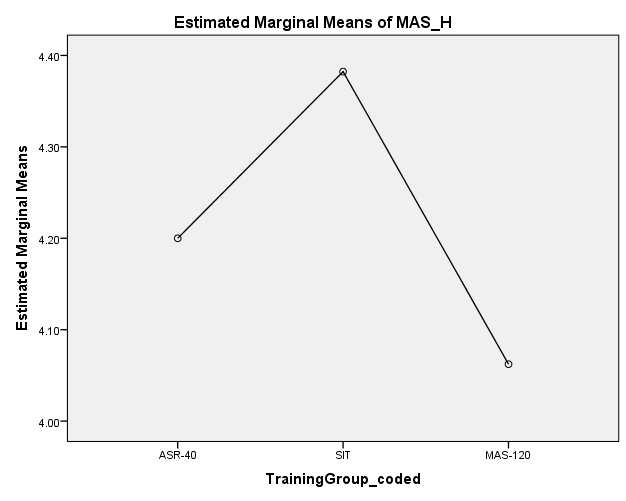 Estimated Marginal Means of MAS_H
Estimated Marginal Means
4.40
4.30
4.20
4.10
4.00
ASR-40 SIT MAS-120
TrainingGroup_coded